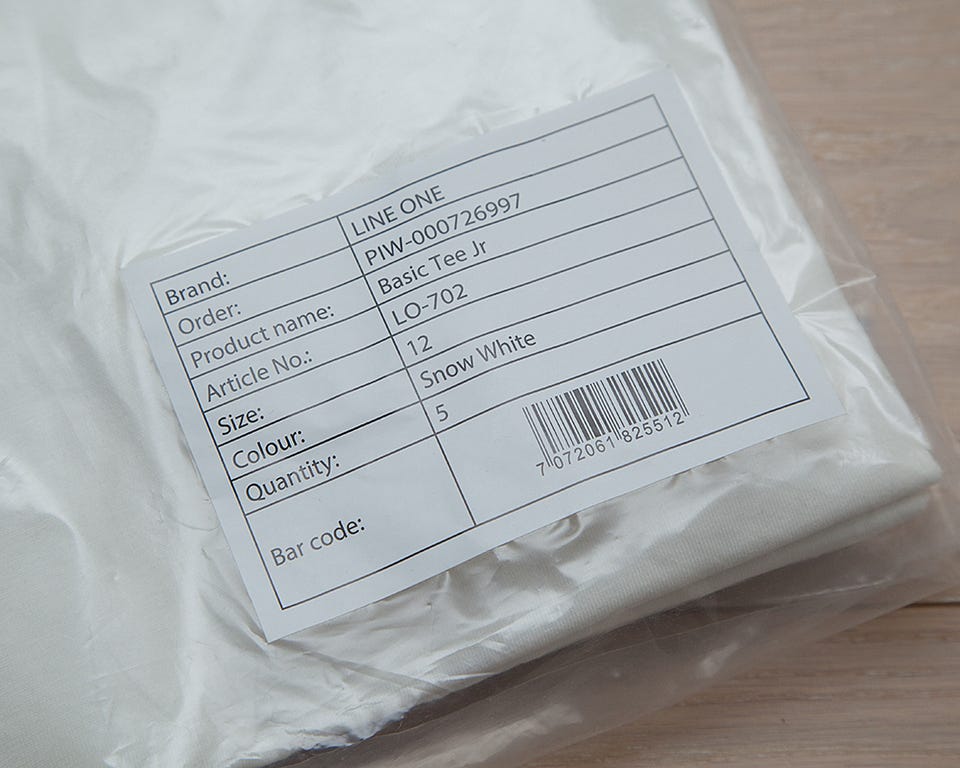 Brand: LINE ONE
Order: PIW-000726997
Product name: Basic Tee Jr
Article No.: LO-702
Size: 12
Colour: Snow White
Quantity: 5
Bar code: 7 072061 825512